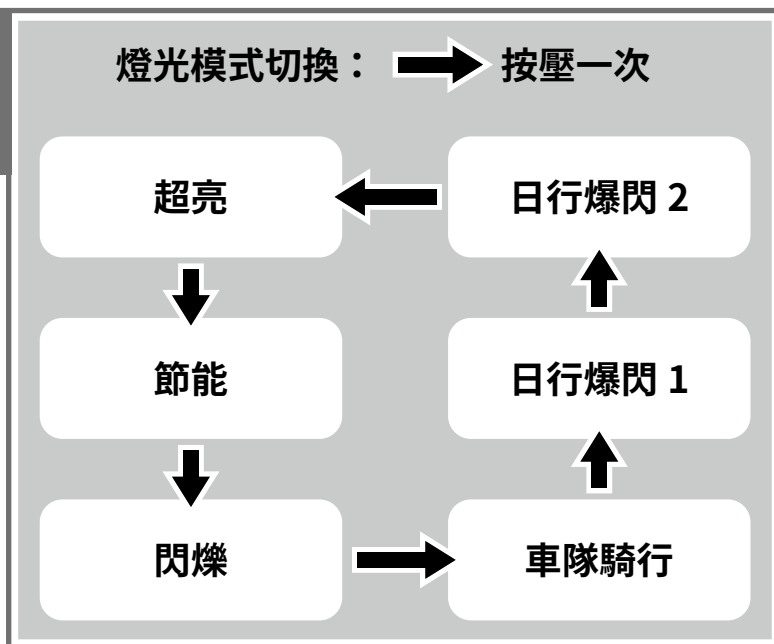 燈光模式切換： 按壓一次
超亮
日行爆閃 2
節能
日行爆閃 1
閃爍
車隊騎行